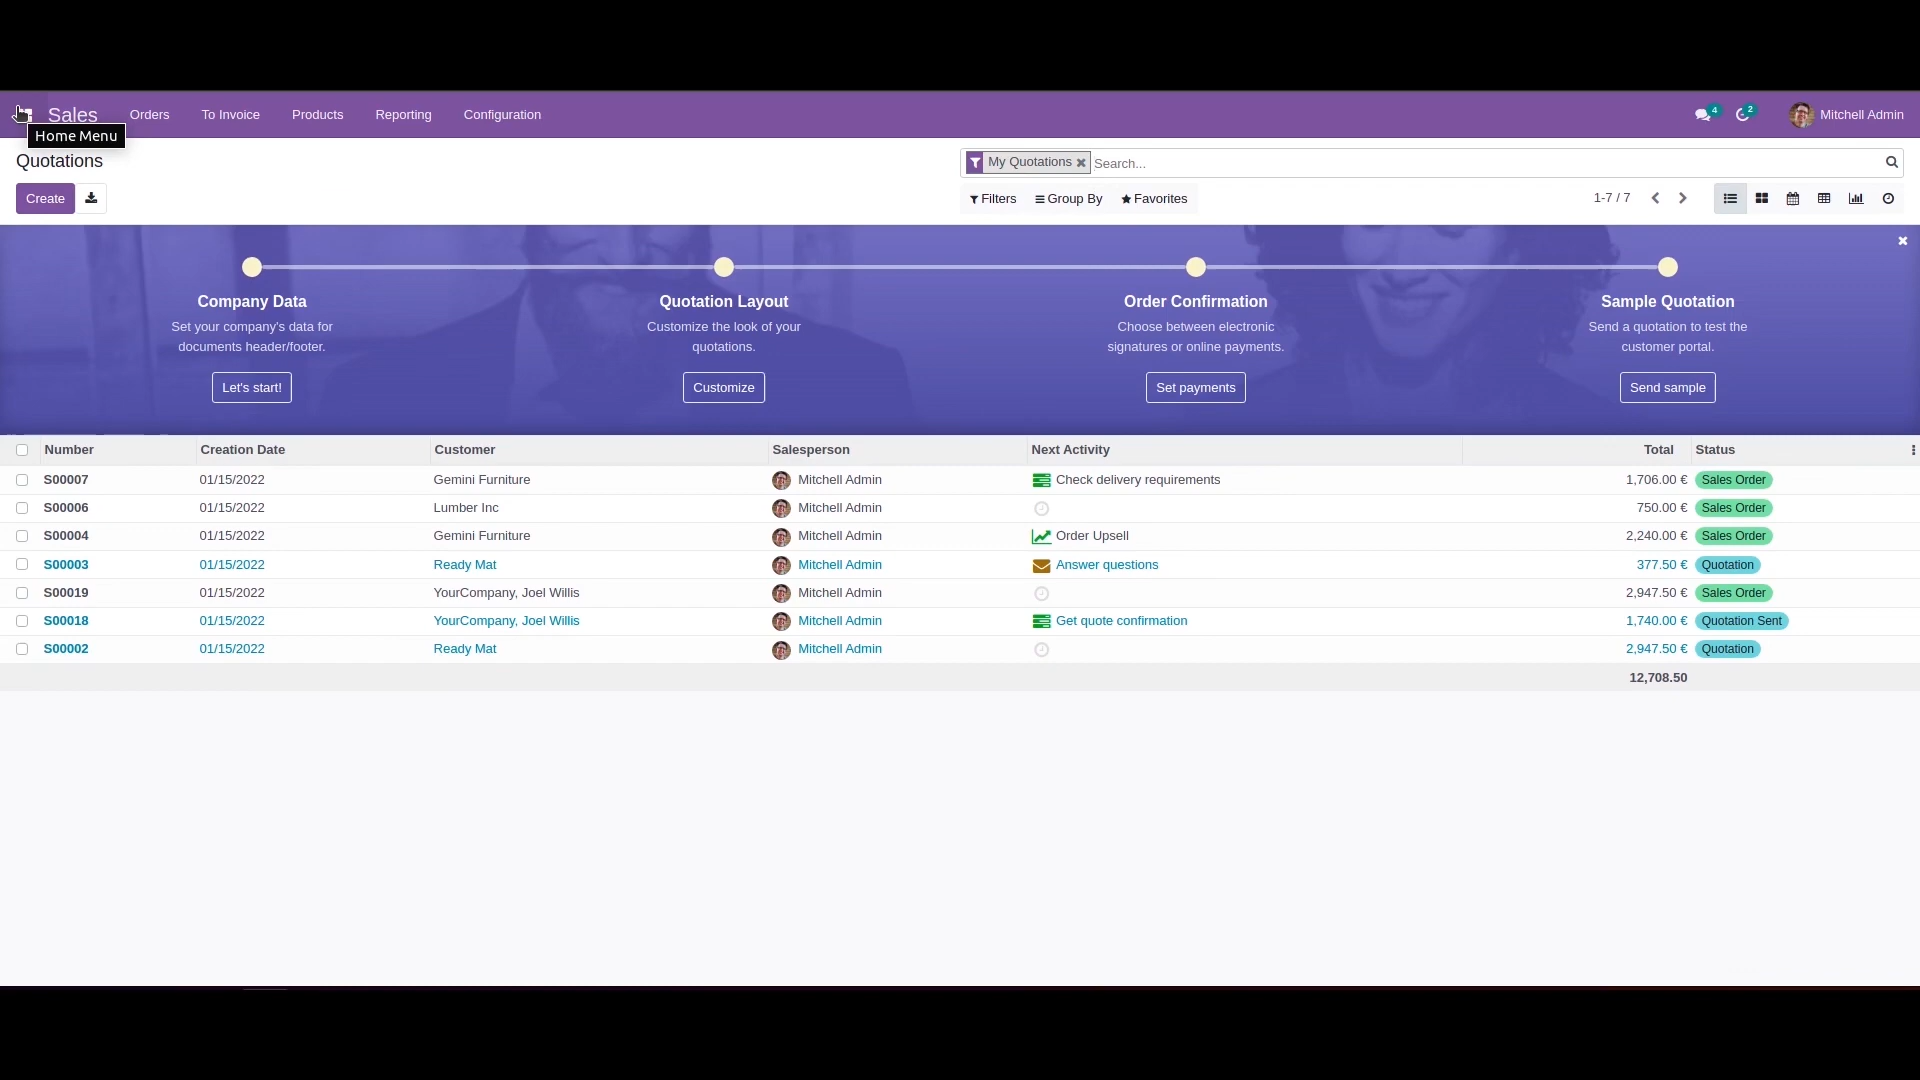 Sales Orders To Invoice Products Reporting Configuration 4 2 Mitchell Admin
Home Menu
Quotations
My Quotations Search...
Create Filters Group By Favorites 1-7 / 7
Company Data
Set your company's data for
documents header/footer.
Let's start!
Quotation Layout
Customize the look of your
quotations.
Customize
Order Confirmation
Choose between electronic
signatures or online payments.
Set payments
Sample Quotation
Send a quotation to test the
customer portal.
Send sample
Number Creation Date Customer Salesperson Next Activity Total Status
S00007 01/15/2022 Gemini Furniture Mitchell Admin Check delivery requirements 1,706.00 € Sales Order
S00006 01/15/2022 Lumber Inc Mitchell Admin 750.00 € Sales Order
S00004 01/15/2022 Gemini Furniture Mitchell Admin Order Upsell 2,240.00 € Sales Order
S00003 01/15/2022 Ready Mat Mitchell Admin Answer questions 377.50 € Quotation
S00019 01/15/2022 YourCompany, Joel Willis Mitchell Admin 2,947.50 € Sales Order
S00018 01/15/2022 YourCompany, Joel Willis Mitchell Admin Get quote confirmation 1,740.00 € Quotation Sent
S00002 01/15/2022 Ready Mat Mitchell Admin 2,947.50 € Quotation
12,708.50